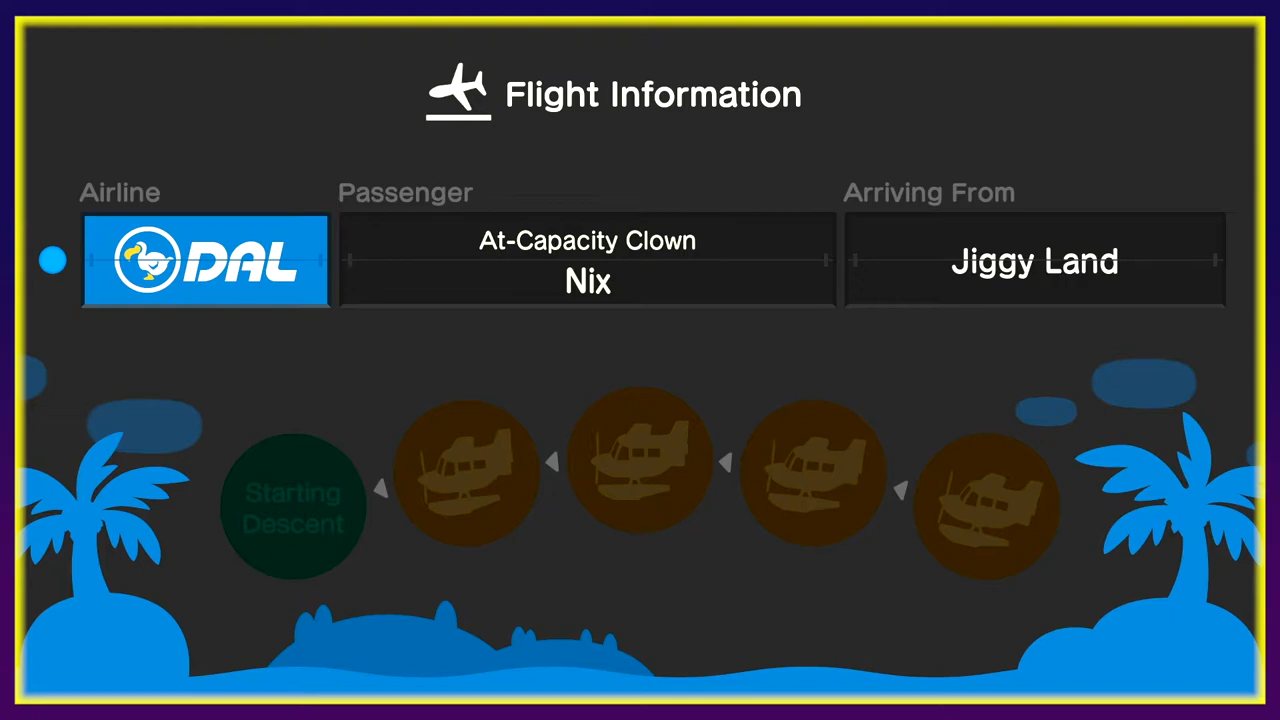 Flight Information
Airline
Passenger
Arriving From
DAL
At-Capacity Clown
Nix
Jiggy Land
Starting
Descent